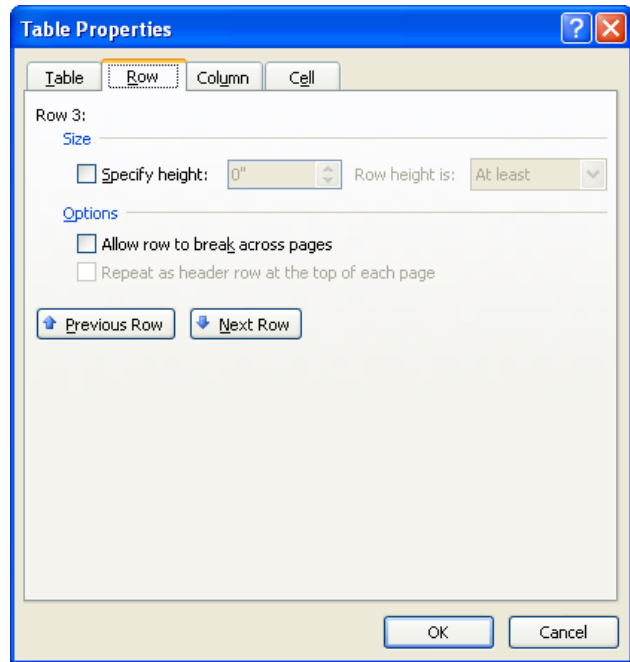 Table Properties
Table Row Column Cell
Row 3:
Size
Specify height: 0" Row height is: At least
Options
Allow row to break across pages
Repeat as header row at the top of each page
Previous Row Next Row
OK Cancel